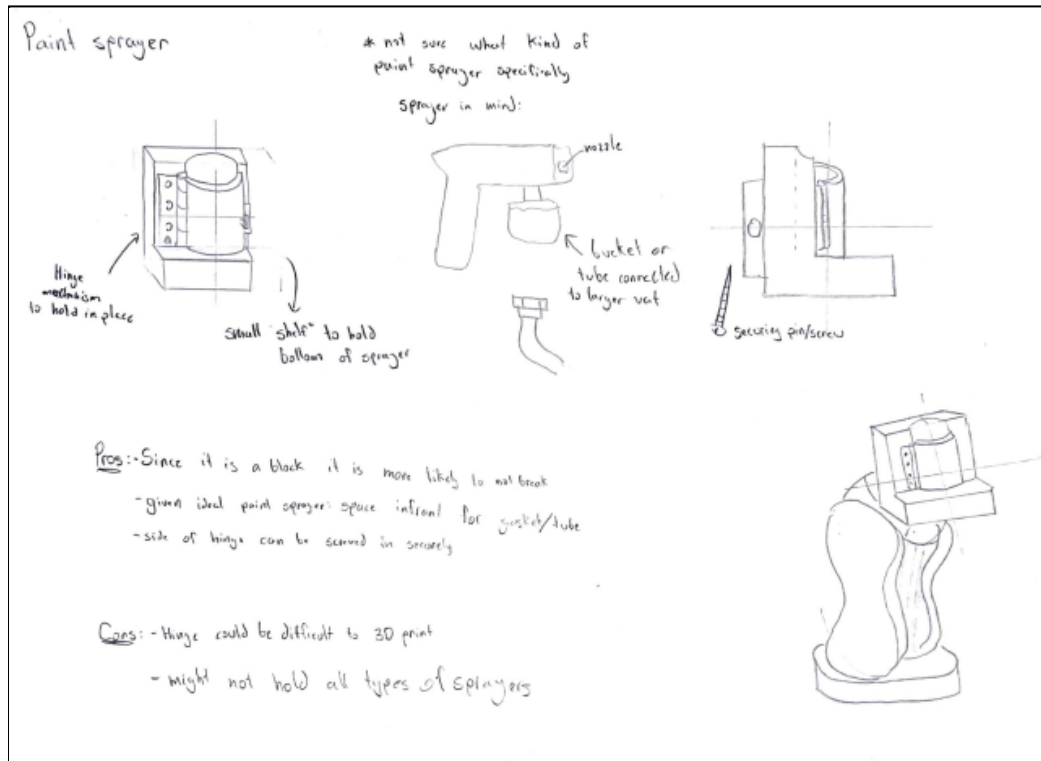 Paint sprayer
* not sure what kind of
paint sprayer specifically
sprayer in mind:
nozzle
Hinge
mechanism
to hold in place
small "shelf" to hold
bottom of sprayer
bucket or
tube connected
to larger vat
securing pin/screw
Pros: - Since it is a block it is more likely to not break
- given ideal paint sprayer: space infront for gasket/tube
- side of hinge can be screwed in securely
Cons: - Hinge could be difficult to 3D print
- might not hold all types of sprayers